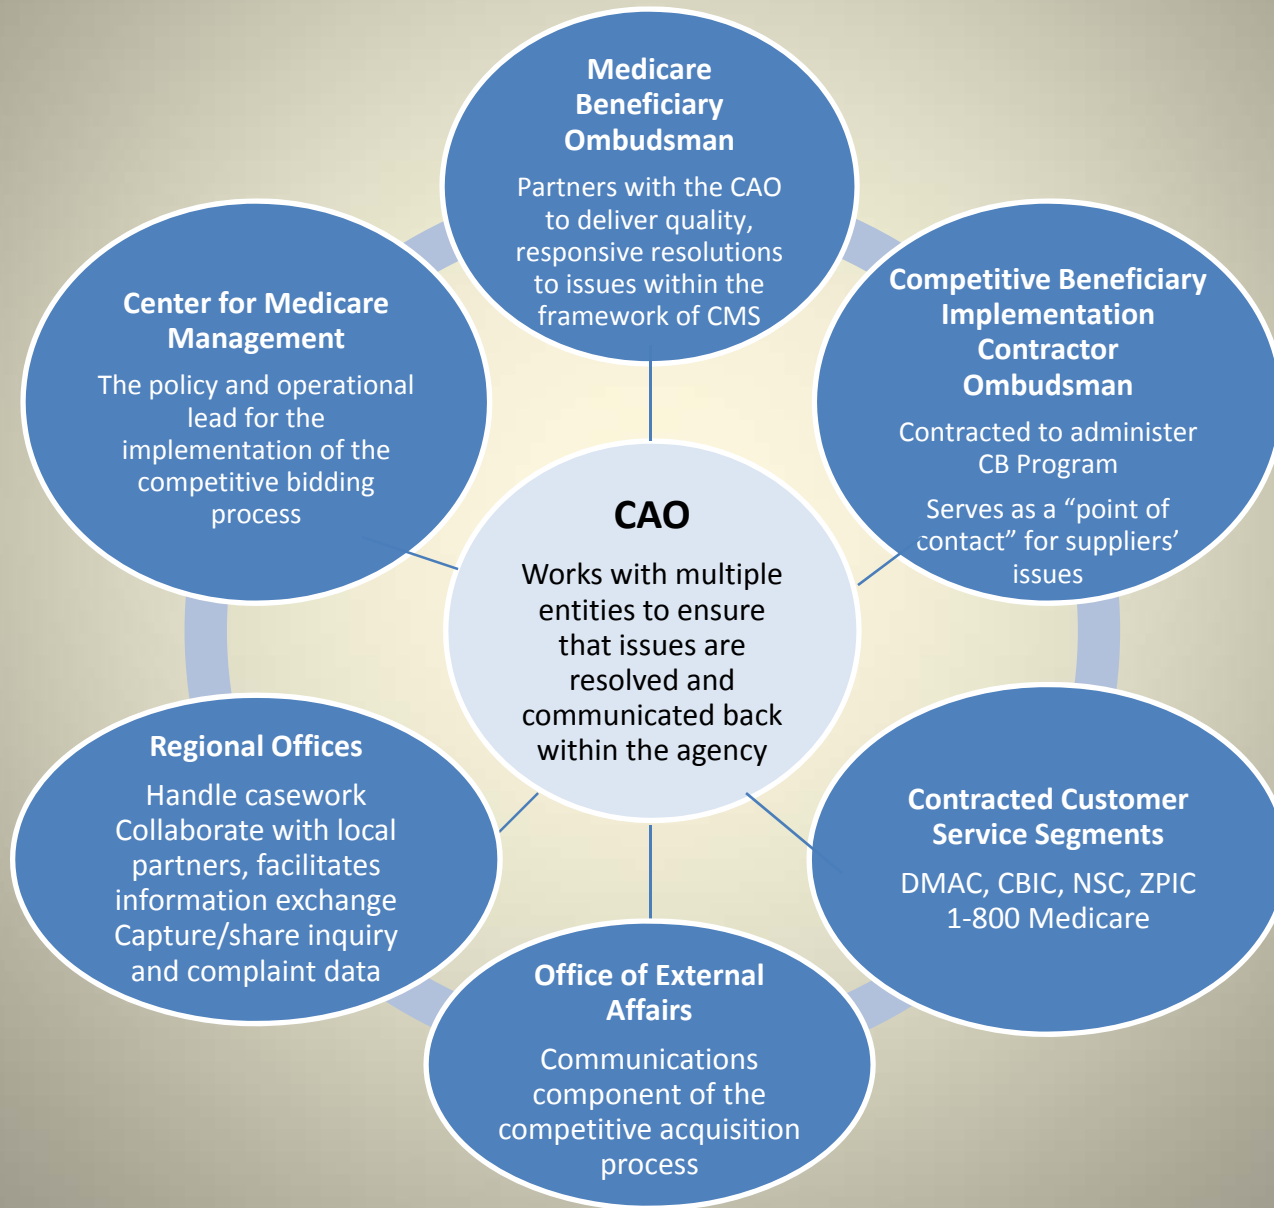 Medicare
Beneficiary
Ombudsman
Partners with the CAO
to deliver quality,
responsive resolutions
to issues within the
framework of CMS
Competitive Beneficiary
Implementation
Contractor
Ombudsman
Contracted to administer
CB Program
Serves as a “point of
contact” for suppliers’
issues
Contracted Customer
Service Segments
DMAC, CBIC, NSC, ZPIC
1-800 Medicare
Office of External
Affairs
Communications
component of the
competitive acquisition
process
Regional Offices
Handle casework
Collaborate with local
partners, facilitates
information exchange
Capture/share inquiry
and complaint data
Center for Medicare
Management
The policy and operational
lead for the
implementation of the
competitive bidding
process
CAO
Works with multiple
entities to ensure
that issues are
resolved and
communicated back
within the agency